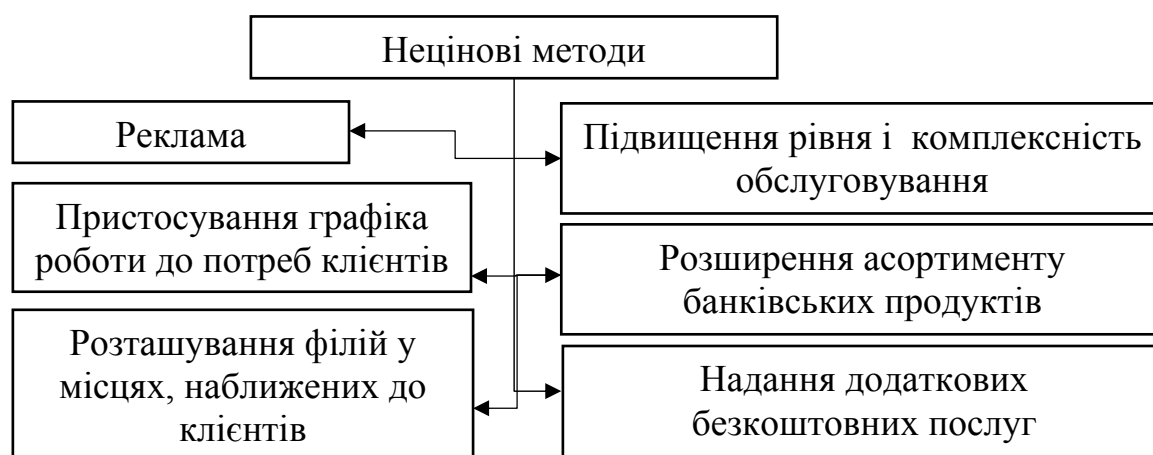 Нецінові методи
Реклама
Підвищення рівня і  комплексність
обслуговування
Пристосування графіка
роботи до потреб клієнтів
Розширення асортименту
банківських продуктів
Розташування філій у
місцях, наближених до
клієнтів
Надання додаткових
безкоштовних послуг